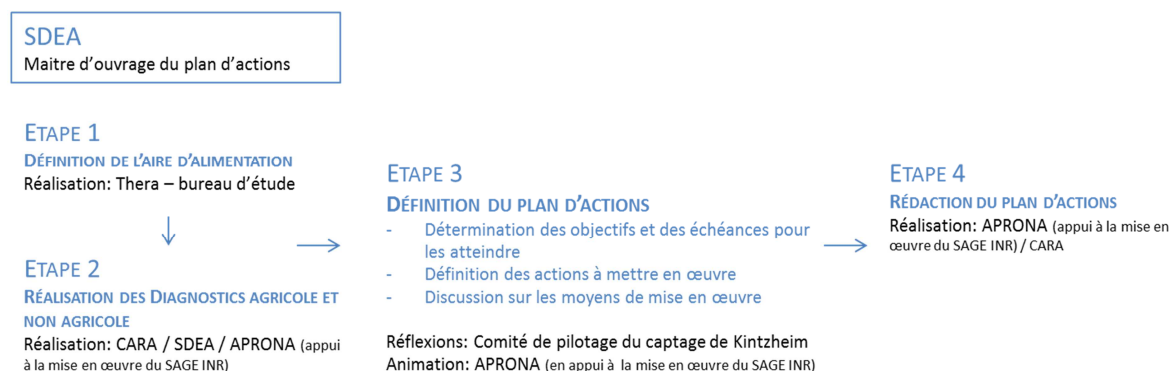 SDEA
Maitre d’ouvrage du plan d’actions
ETAPE 1
DÉFINITION DE L’AIRE D’ALIMENTATION
Réalisation: Thera – bureau d’étude
ETAPE 2
RÉALISATION DES DIAGNOSTICS AGRICOLE ET
NON AGRICOLE
Réalisation: CARA / SDEA / APRONA (appui
à la mise en œuvre du SAGE INR)
ETAPE 3
DÉFINITION DU PLAN D’ACTIONS
- Détermination des objectifs et des échéances pour
les atteindre
- Définition des actions à mettre en œuvre
- Discussion sur les moyens de mise en œuvre
Réflexions: Comité de pilotage du captage de Kintzheim
Animation: APRONA (en appui à la mise en œuvre du SAGE INR)
ETAPE 4
RÉDACTION DU PLAN D’ACTIONS
Réalisation: APRONA (appui à la mise en
œuvre du SAGE INR) / CARA